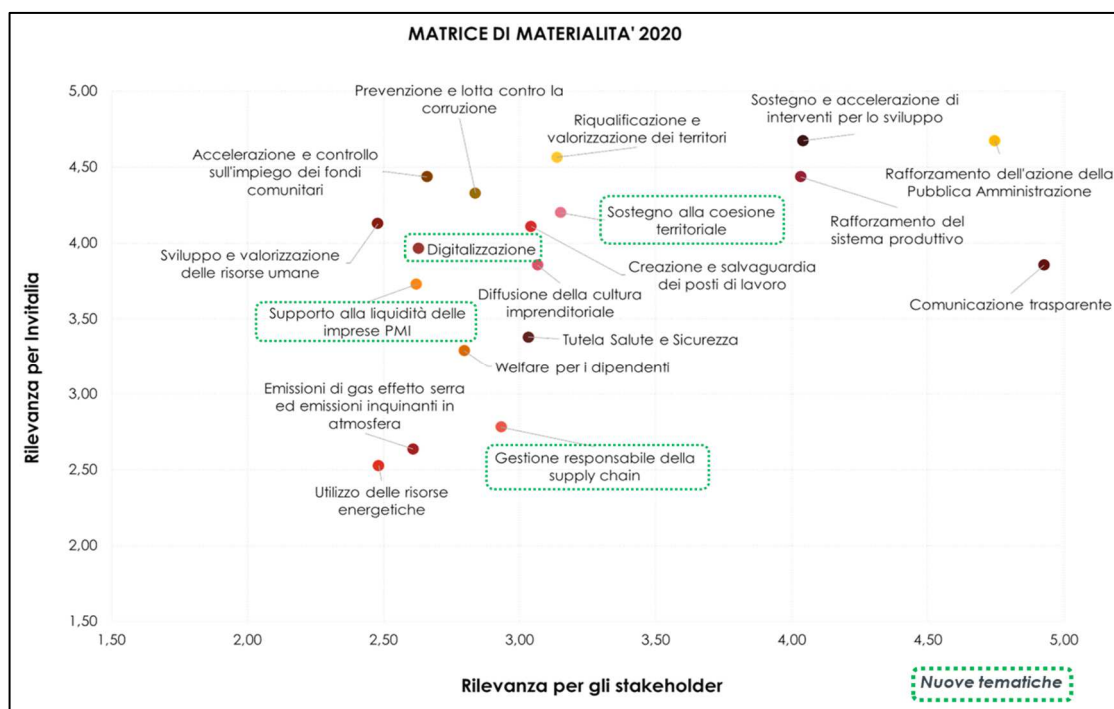 MATRICE DI MATERIALITA' 2020
Rilevanza per Invitalia
5,00
4,50
4,00
3,50
3,00
2,50
2,00
1,50
Prevenzione e lotta contro la
corruzione
Riqualificazione e
valorizzazione dei territori
Sostegno e accelerazione di
interventi per lo sviluppo
Accelerazione e controllo
sull'impiego dei fondi
comunitari
Rafforzamento dell'azione della
Pubblica Amministrazione
Sostegno alla coesione
territoriale
Rafforzamento del
sistema produttivo
Sviluppo e valorizzazione
delle risorse umane
Digitalizzazione
Creazione e salvaguardia
dei posti di lavoro
Diffusione della cultura
imprenditoriale
Comunicazione trasparente
Supporto alla liquidità delle
imprese PMI
Tutela Salute e Sicurezza
Welfare per i dipendenti
Emissioni di gas effetto serra
ed emissioni inquinanti in
atmosfera
Gestione responsabile della
supply chain
Utilizzo delle risorse
energetiche
1,50
2,00
2,50
3,00
3,50
4,00
4,50
5,00
Rilevanza per gli stakeholder
Nuove tematiche